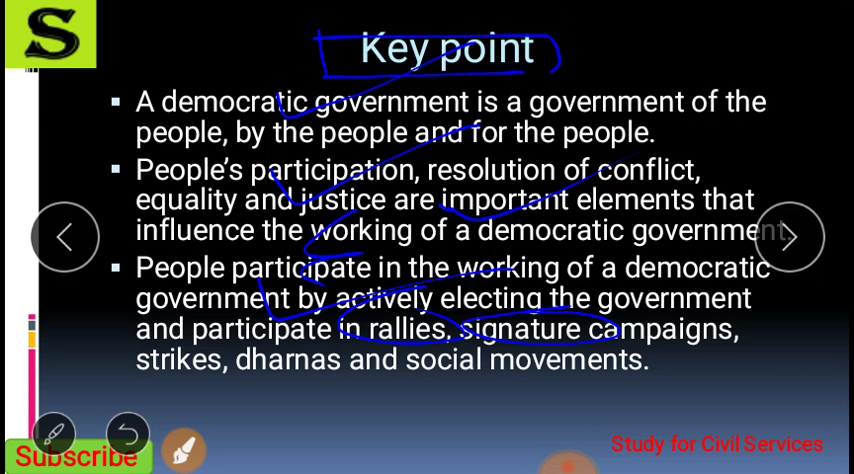 S
Key point
▪ A democratic government is a government of the
people, by the people and for the people.
▪ People’s participation, resolution of conflict,
equality and justice are important elements that
influence the working of a democratic government.
▪ People participate in the working of a democratic
government by actively electing the government
and participate in rallies, signature campaigns,
strikes, dharnas and social movements.
Study for Civil Services
Subscribe